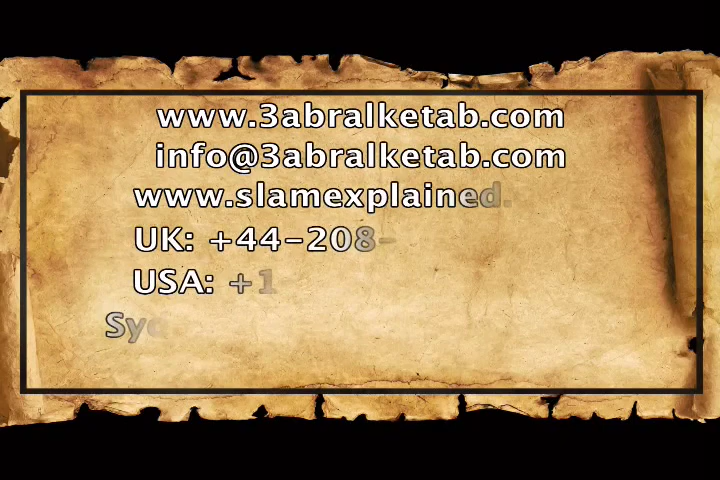 www.3abralketab.com
info@3abralketab.com
www.slamexplained.
UK: +44-208-
USA: +1